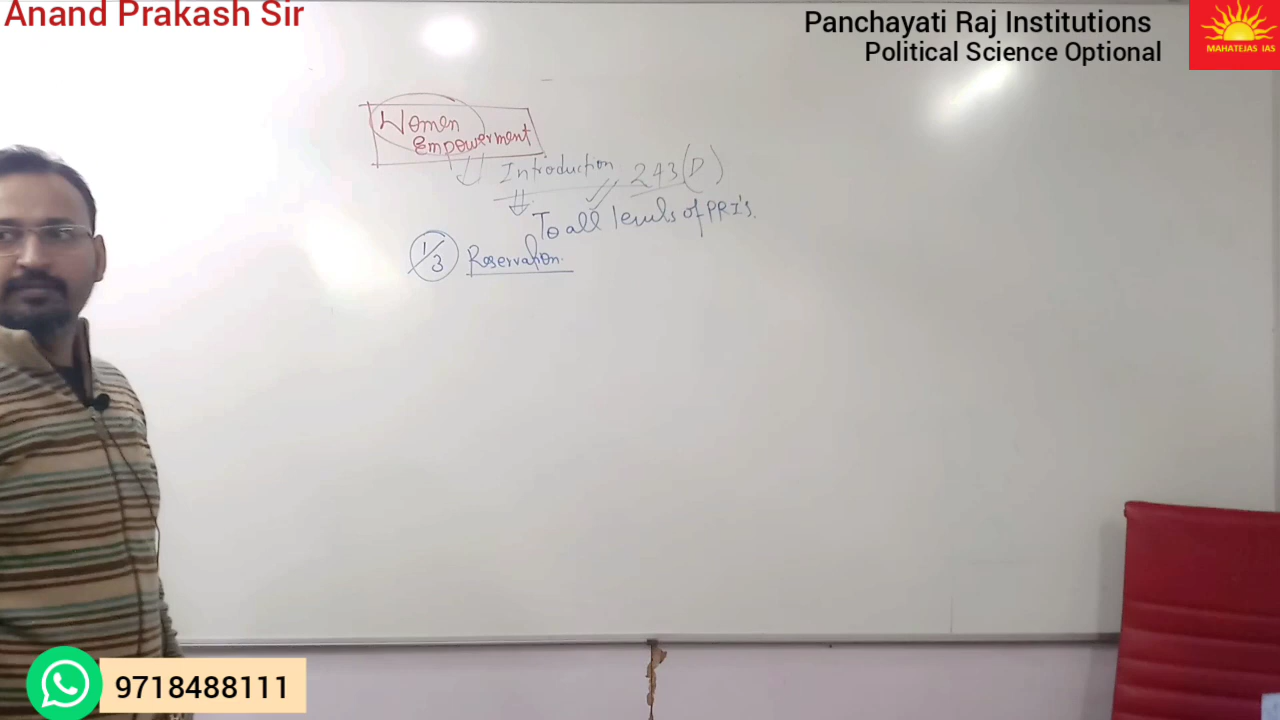 Anand Prakash Sir
Panchayati Raj Institutions
Political Science Optional
MAHATEJAS IAS
Women
Empowerment
Introduction 243(D)
To all levels of PRI's.
1/3 Reservation.
9718488111